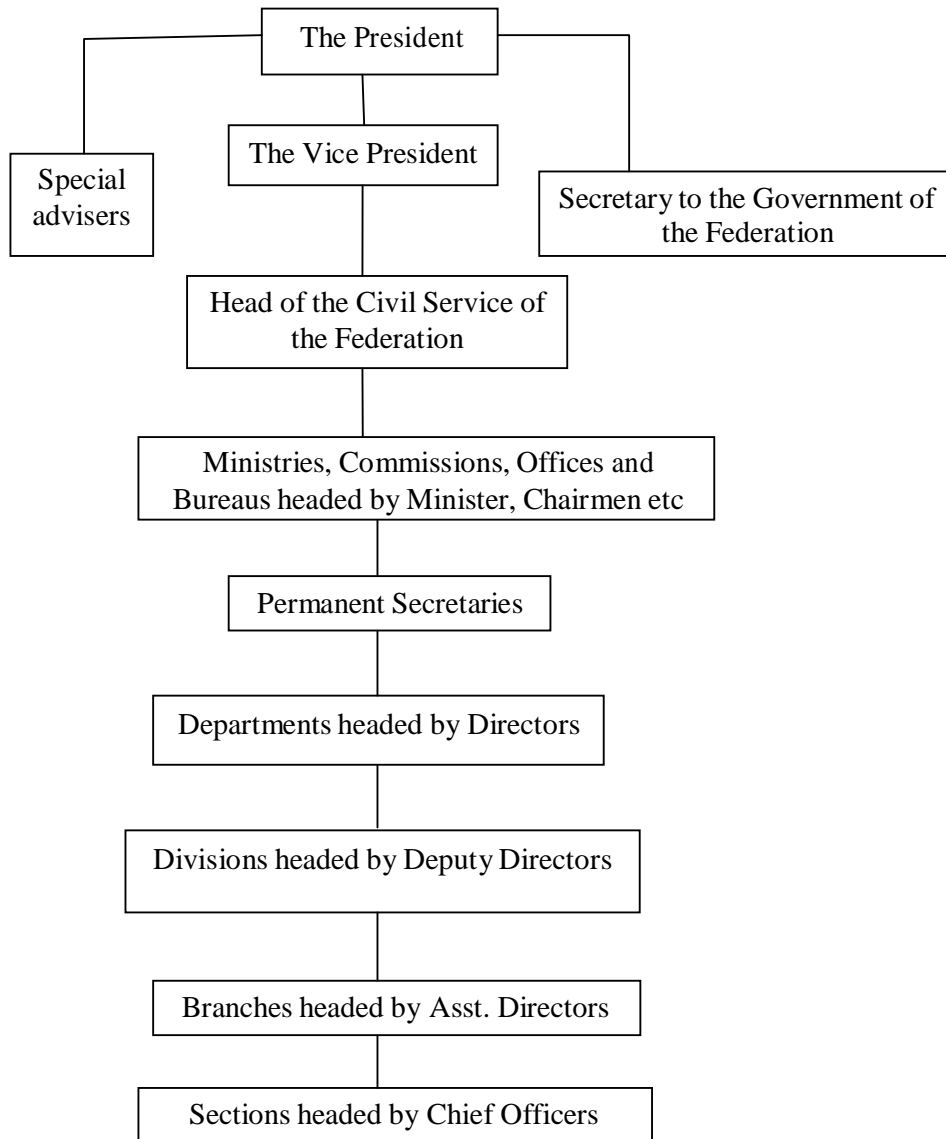 The President
The Vice President
Special
advisers
Secretary to the Government of
the Federation
Head of the Civil Service of
the Federation
Ministries, Commissions, Offices and
Bureaus headed by Minister, Chairmen etc
Permanent Secretaries
Departments headed by Directors
Divisions headed by Deputy Directors
Branches headed by Asst. Directors
Sections headed by Chief Officers